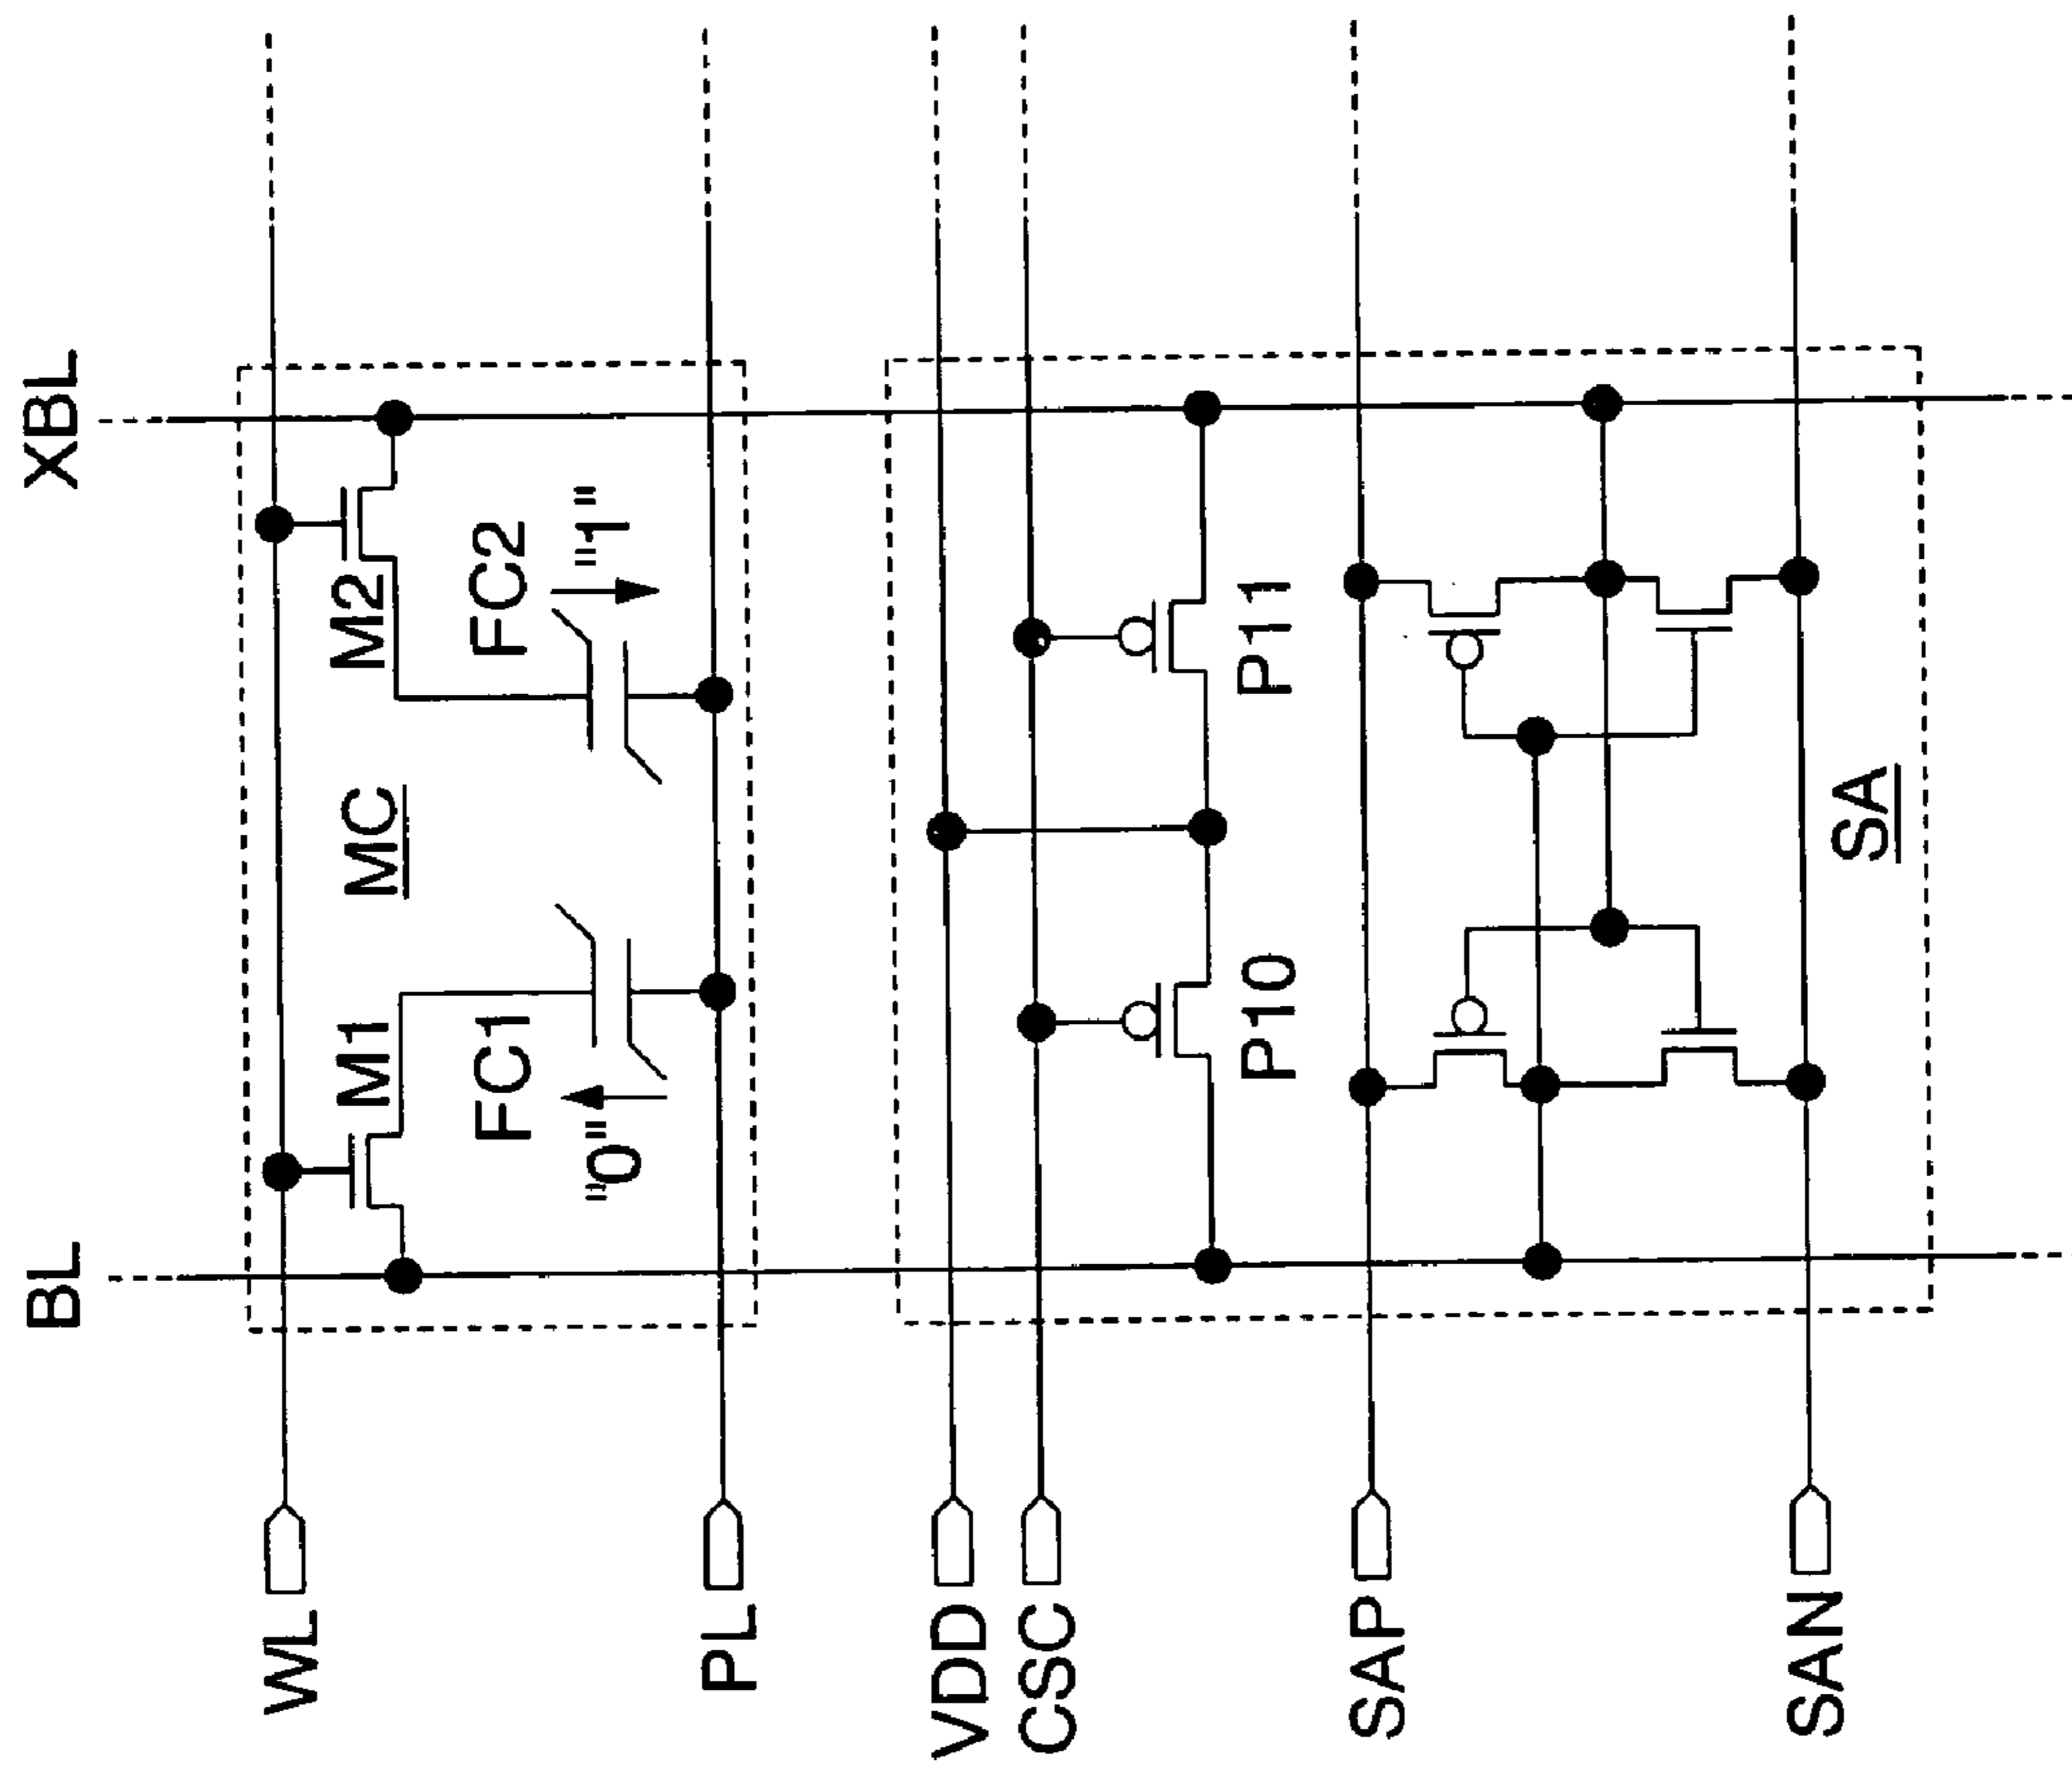 BL
XBL
WL
M1
MC
M2
FC1
FC2
"0"
"1"
PL
VDD
CSC
P10
P11
SAP
SAN
SA